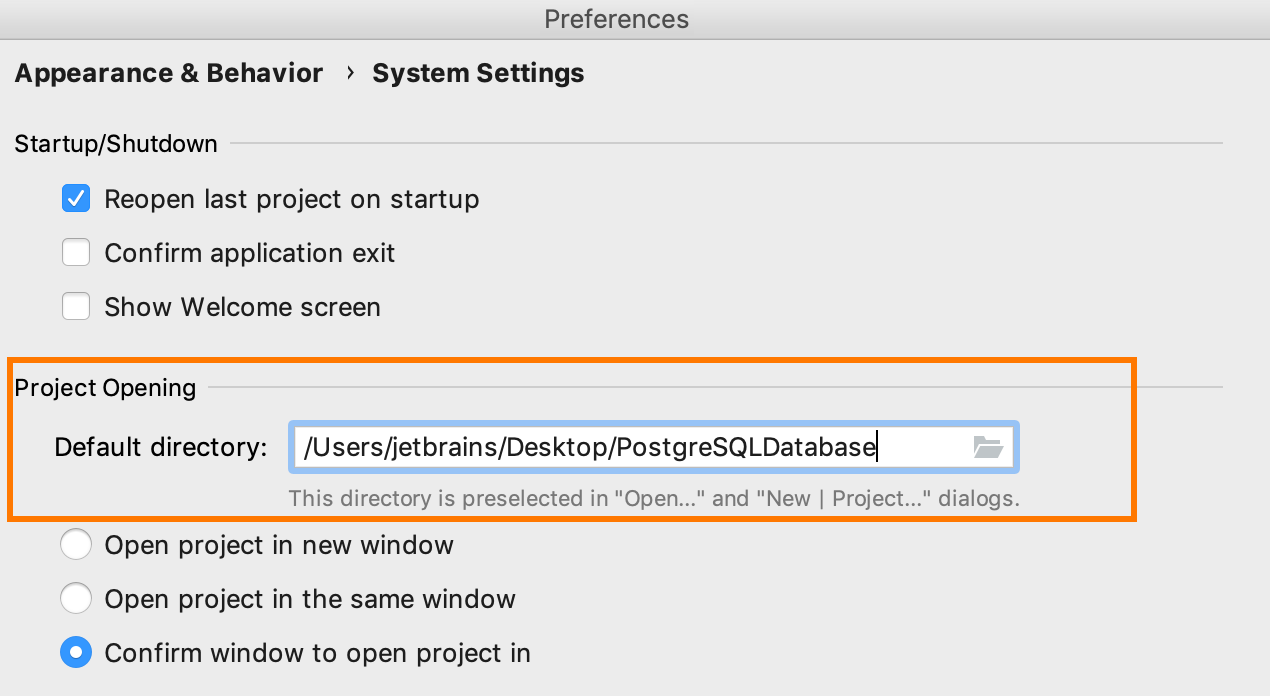 Preferences
Appearance & Behavior › System Settings
Startup/Shutdown
Reopen last project on startup
Confirm application exit
Show Welcome screen
Project Opening
Default directory: /Users/jetbrains/Desktop/PostgreSQLDatabase
This directory is preselected in "Open..." and "New | Project..." dialogs.
Open project in new window
Open project in the same window
Confirm window to open project in